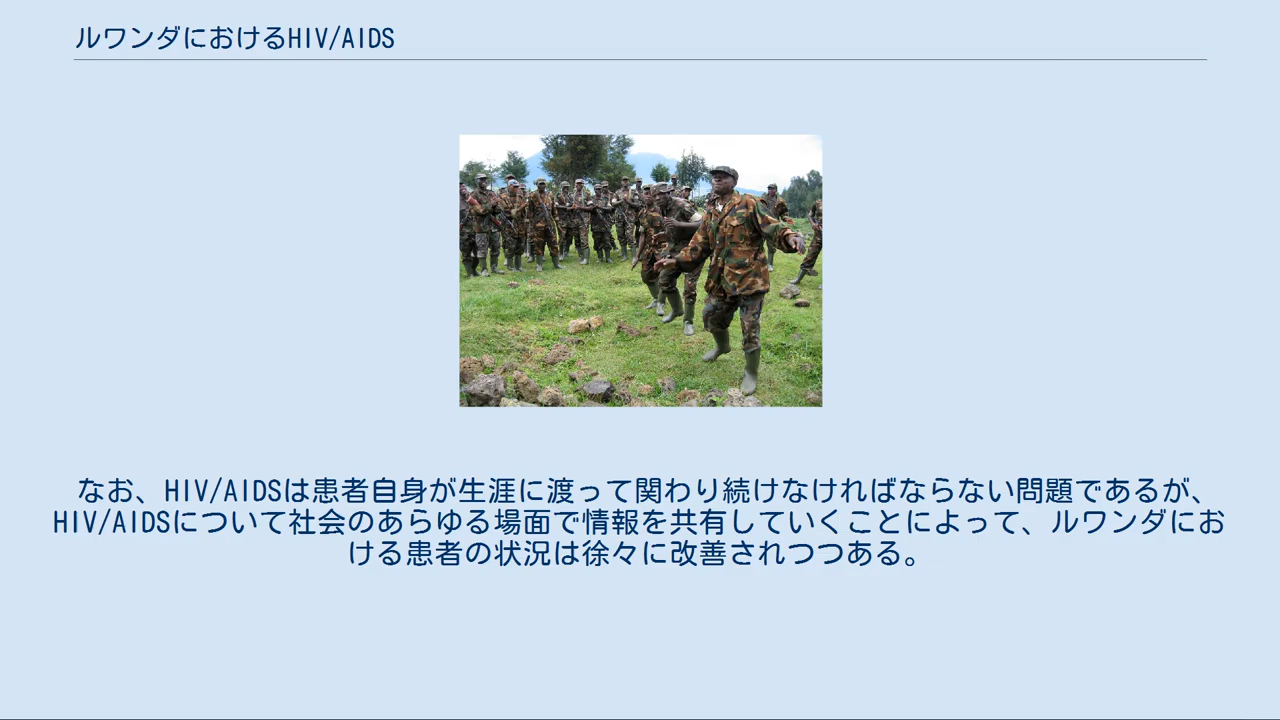 ルワンダにおけるHIV/AIDS
なお、HIV/AIDSは患者自身が生涯に渡って関わり続けなければならない問題であるが、
HIV/AIDSについて社会のあらゆる場面で情報を共有していくことによって、ルワンダにお
ける患者の状況は徐々に改善されつつある。